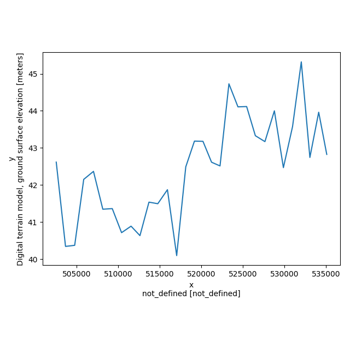 45
44
43
42
41
40
y
Digital terrain model, ground surface elevation [meters]
505000 510000 515000 520000 525000 530000 535000
x
not_defined [not_defined]